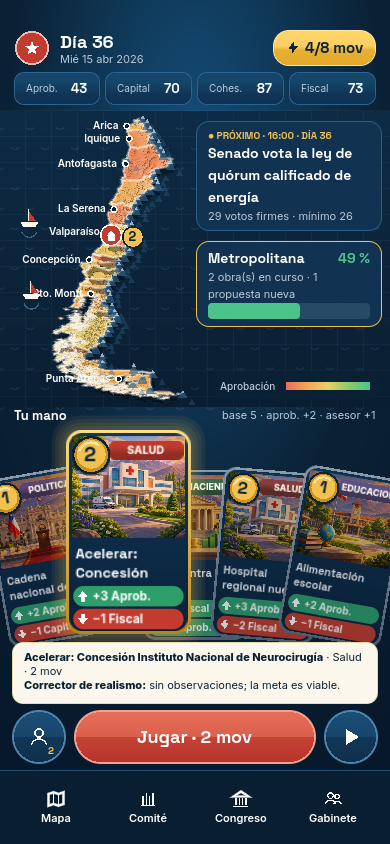 Día 36
Mié 15 abr 2026
4/8 mov
Aprob. 43
Capital 70
Cohes. 87
Fiscal 73
Arica
Iquique
Antofagasta
La Serena
Valparaíso
2
Concepción
Pto. Montt
Punta Arenas
● PRÓXIMO · 16:00 · DÍA 36
Senado vota la ley de
quórum calificado de
energía
29 votos firmes · mínimo 26
Metropolitana 49 %
2 obra(s) en curso · 1
propuesta nueva
Aprobación
Tu mano
base 5 · aprob. +2 · asesor +1
1
POLÍTIC
Cadena
nacional d
+2 Apro
−1 Capit
2
SALUD
Acelerar:
Concesión
+3 Aprob.
−1 Fiscal
2
SALUD
Hospital
regional nue
+3 Aprob
−2 Fiscal
1
EDUCACIÓN
Alimentación
escolar
+2 Aprob.
−1 Fiscal
Acelerar: Concesión Instituto Nacional de Neurocirugía · Salud
· 2 mov
Corrector de realismo: sin observaciones; la meta es viable.
2
Jugar · 2 mov
Mapa
Comité
Congreso
Gabinete